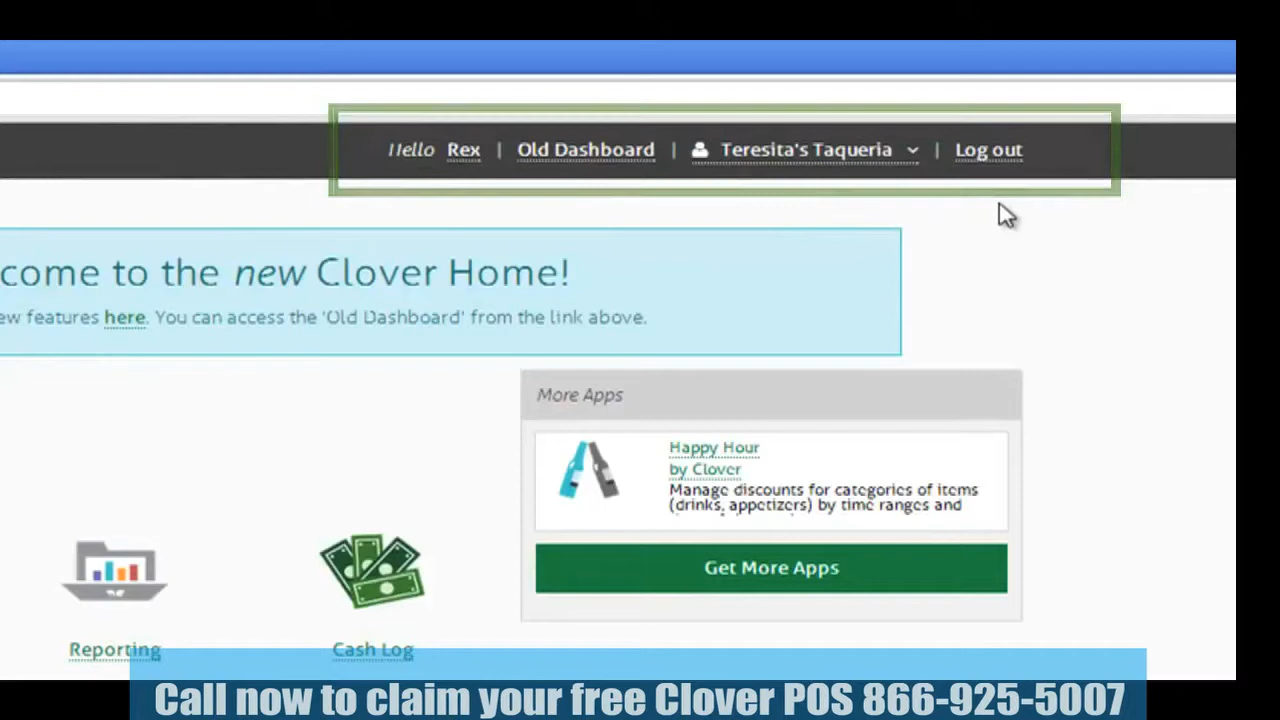 Hello Rex | Old Dashboard | Teresita's Taqueria | Log out
come to the new Clover Home!
ew features here. You can access the 'Old Dashboard' from the link above.
More Apps
Happy Hour
by Clover
Manage discounts for categories of items
(drinks, appetizers) by time ranges and
Get More Apps
Reporting
Cash Log
Call now to claim your free Clover POS 866-925-5007